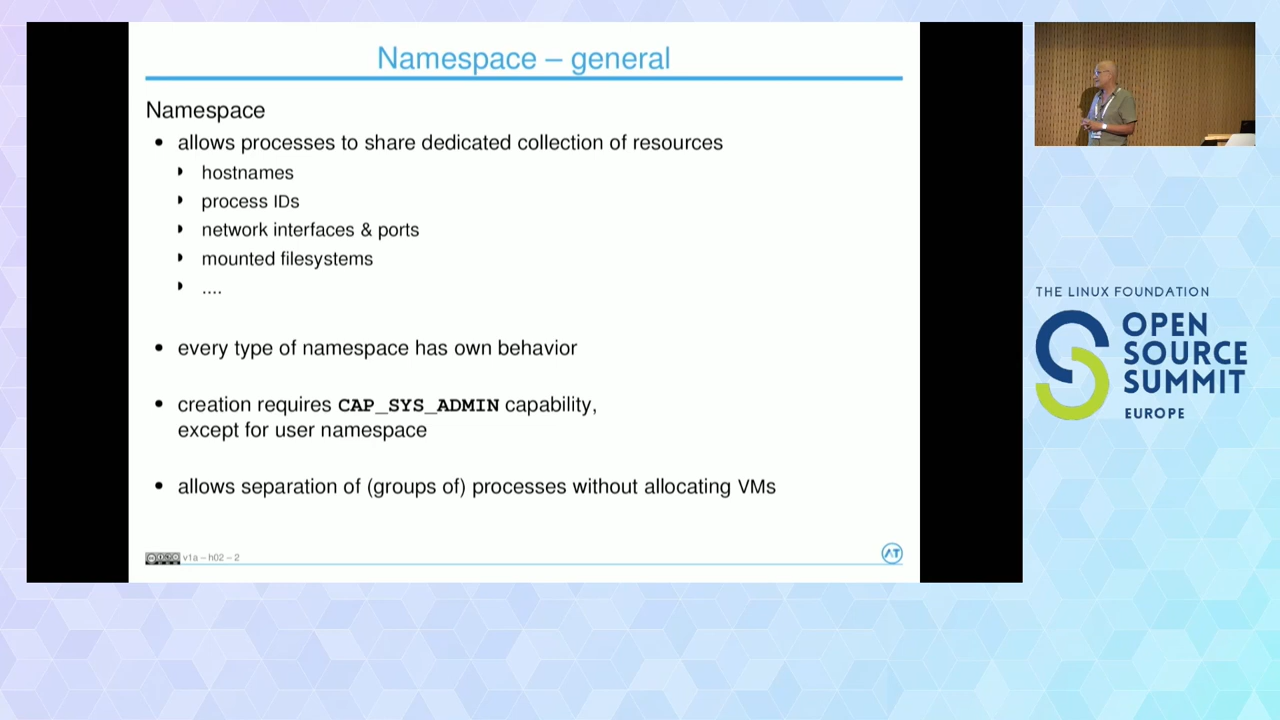 Namespace – general
Namespace
• allows processes to share dedicated collection of resources
hostnames
process IDs
network interfaces & ports
mounted filesystems
....
• every type of namespace has own behavior
• creation requires CAP_SYS_ADMIN capability,
except for user namespace
• allows separation of (groups of) processes without allocating VMs
v1a – h02 – 2
AT
THE LINUX FOUNDATION
OPEN
SOURCE
SUMMIT
EUROPE